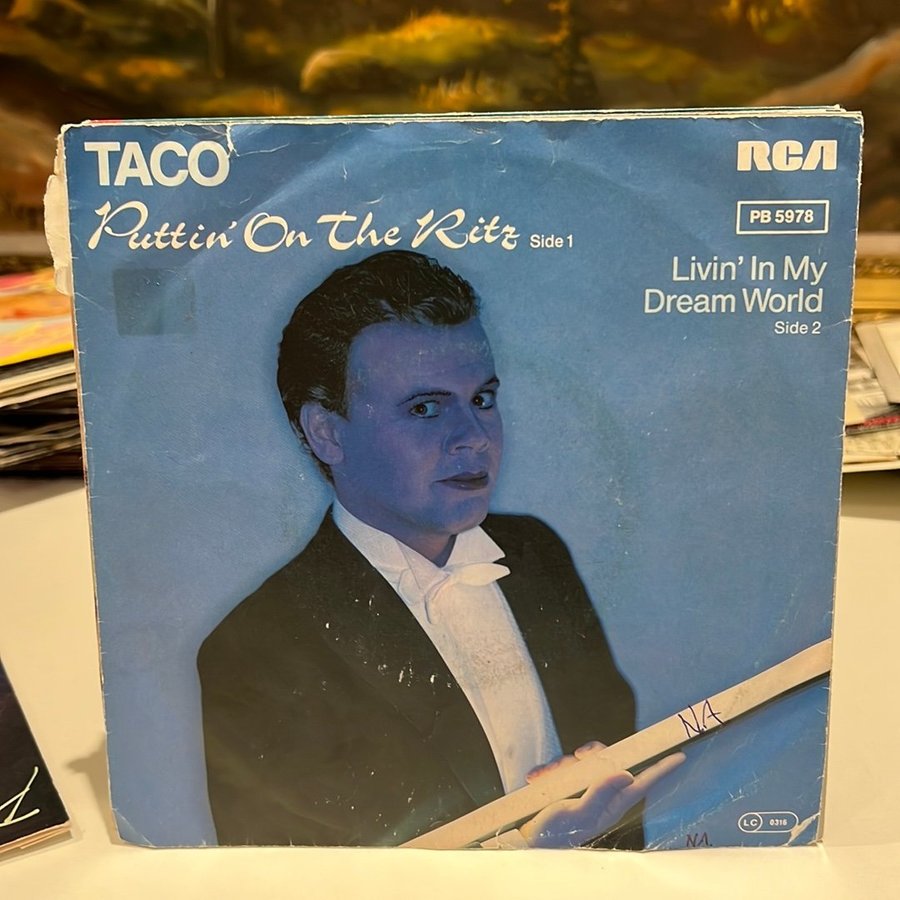 TACO
RCA
Puttin' On The Ritz Side 1
PB 5978
Livin' In My
Dream World
Side 2
N.A
LC 0316
NA.